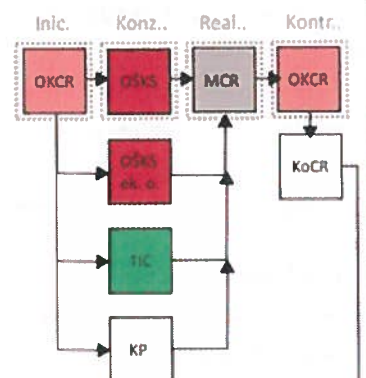 Inic. Konz.. Real.. Kontr..
OKCR OŠKS MCR OKCR
OŠKS
ek. o.
KoCR
TIC
KP